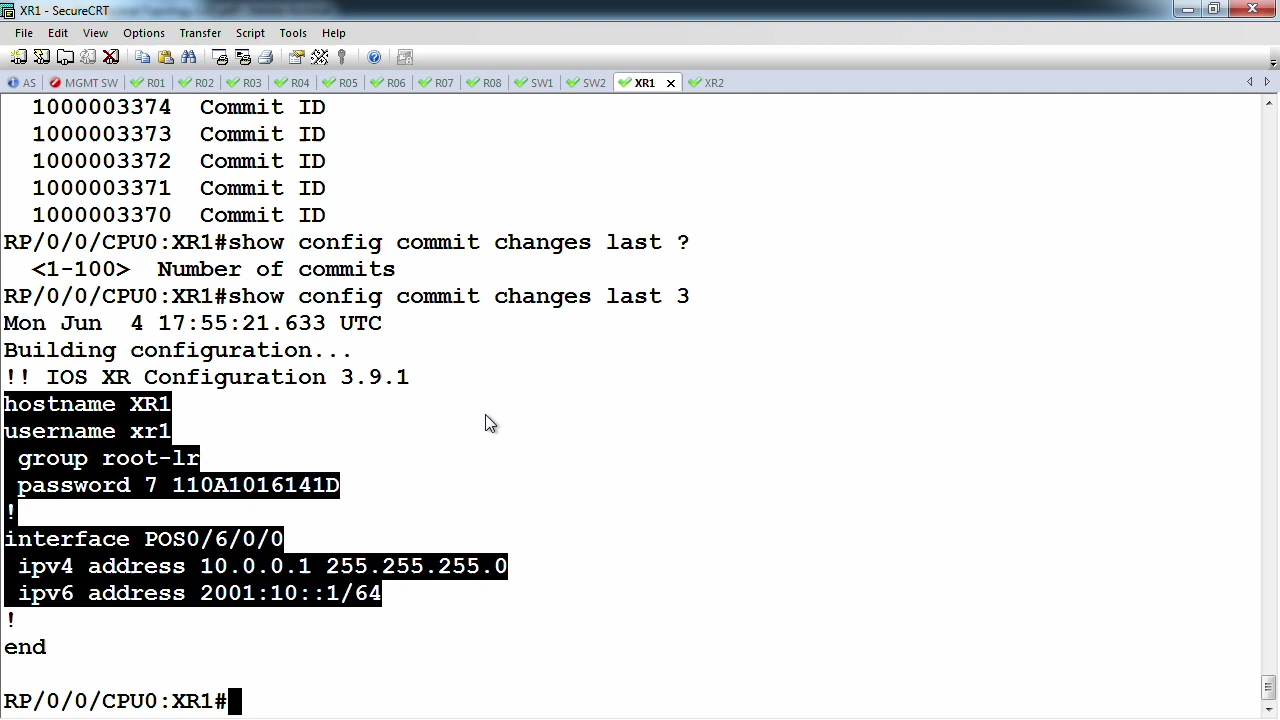 XR1 - SecureCRT
File Edit View Options Transfer Script Tools Help
AS MGMT SW R01 R02 R03 R04 R05 R06 R07 R08 SW1 SW2 XR1 XR2
1000003374 Commit ID
1000003373 Commit ID
1000003372 Commit ID
1000003371 Commit ID
1000003370 Commit ID
RP/0/0/CPU0:XR1#show config commit changes last ?
<1-100> Number of commits
RP/0/0/CPU0:XR1#show config commit changes last 3
Mon Jun 4 17:55:21.633 UTC
Building configuration...
!! IOS XR Configuration 3.9.1
hostname XR1
username xr1
group root-lr
password 7 110A1016141D
!
interface POS0/6/0/0
ipv4 address 10.0.0.1 255.255.255.0
ipv6 address 2001:10::1/64
!
end
RP/0/0/CPU0:XR1#